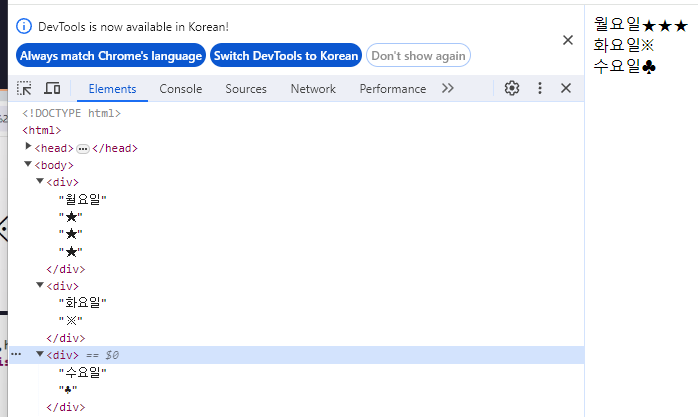 DevTools is now available in Korean!
Always match Chrome's language Switch DevTools to Korean Don't show again
Elements Console Sources Network Performance
<!DOCTYPE html>
<html>
<head> </head>
<body>
<div>
"월요일"
"★"
"★"
"★"
</div>
<div>
"화요일"
"※"
</div>
<div> == $0
"수요일"
"♣"
</div>
월요일★★★
화요일※
수요일♣